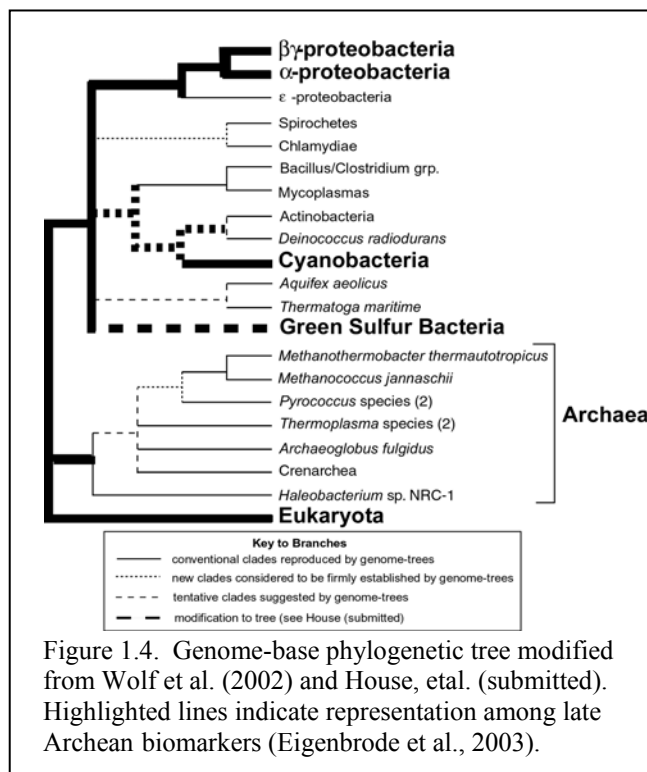 βγ-proteobacteria
α-proteobacteria
ε -proteobacteria
Spirochetes
Chlamydiae
Bacillus/Clostridium grp.
Mycoplasmas
Actinobacteria
Deinococcus radiodurans
Cyanobacteria
Aquifex aeolicus
Thermatoga maritime
Green Sulfur Bacteria
Methanothermobacter thermautotropicus
Methanococcus jannaschii
Pyrococcus species (2)
Thermoplasma species (2)
Archaeoglobus fulgidus
Crenarchea
Haleobacterium sp. NRC-1
Archaea
Eukaryota
Key to Branches
conventional clades reproduced by genome-trees
new clades considered to be firmly established by genome-trees
tentative clades suggested by genome-trees
modification to tree (see House (submitted)
Figure 1.4.  Genome-base phylogenetic tree modified
from Wolf et al. (2002) and House, etal. (submitted).
Highlighted lines indicate representation among late
Archean biomarkers (Eigenbrode et al., 2003).